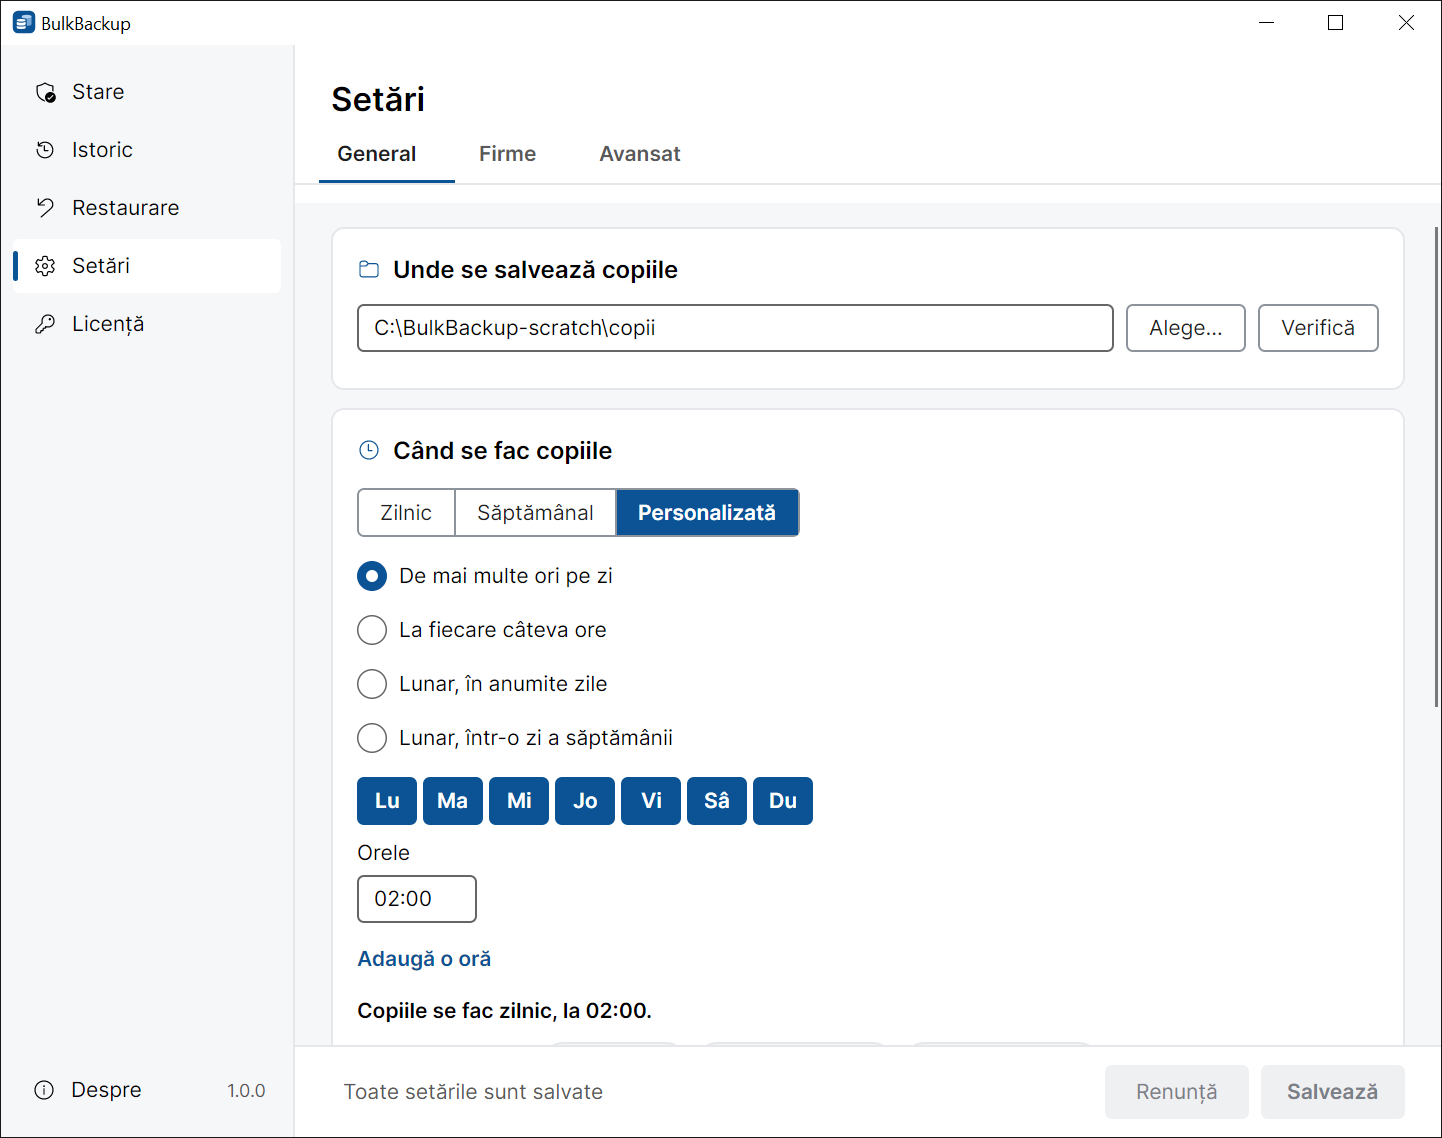 BulkBackup
Stare
Istoric
Restaurare
Setări
Licență
Despre 1.0.0
Setări
General Firme Avansat
Unde se salvează copiile
C:\BulkBackup-scratch\copii Alege... Verifică
Când se fac copiile
Zilnic Săptămânal Personalizată
De mai multe ori pe zi
La fiecare câteva ore
Lunar, în anumite zile
Lunar, într-o zi a săptămânii
Lu Ma Mi Jo Vi Sâ Du
Orele
02:00
Adaugă o oră
Copiile se fac zilnic, la 02:00.
Toate setările sunt salvate Renunță Salvează